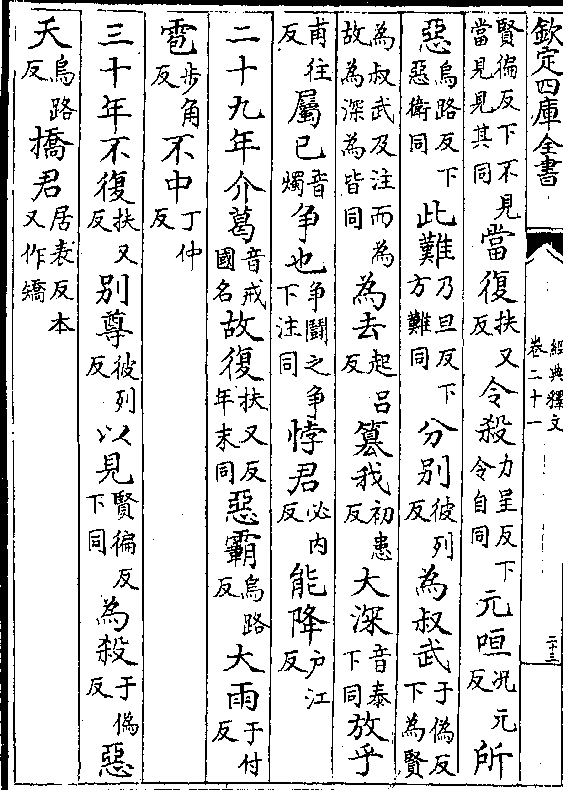 欽定四庫全書
經典釋文
卷二十一
二十三
賢徧反下不當見見其同見當復扶又反令殺力呈反下令自同元咺况元反所
惡烏路反下惡衛同此難乃旦反下方難同分别彼列反為叔武于偽反下為賢
為叔武及注而為故為深為皆同為去起呂反簒我初患反大深音泰下同放乎
甫往反屬已音燭争也争鬭之争下注同悖君必内反能降户江反
二十九年介葛音戒國名故復扶又反年末同惡霸烏路反大雨于付反
雹步角反不中丁仲反
三十年不復扶又反别尊彼列反以見賢徧反下同為殺于偽反惡
天烏路反撟君居表反本又作矯